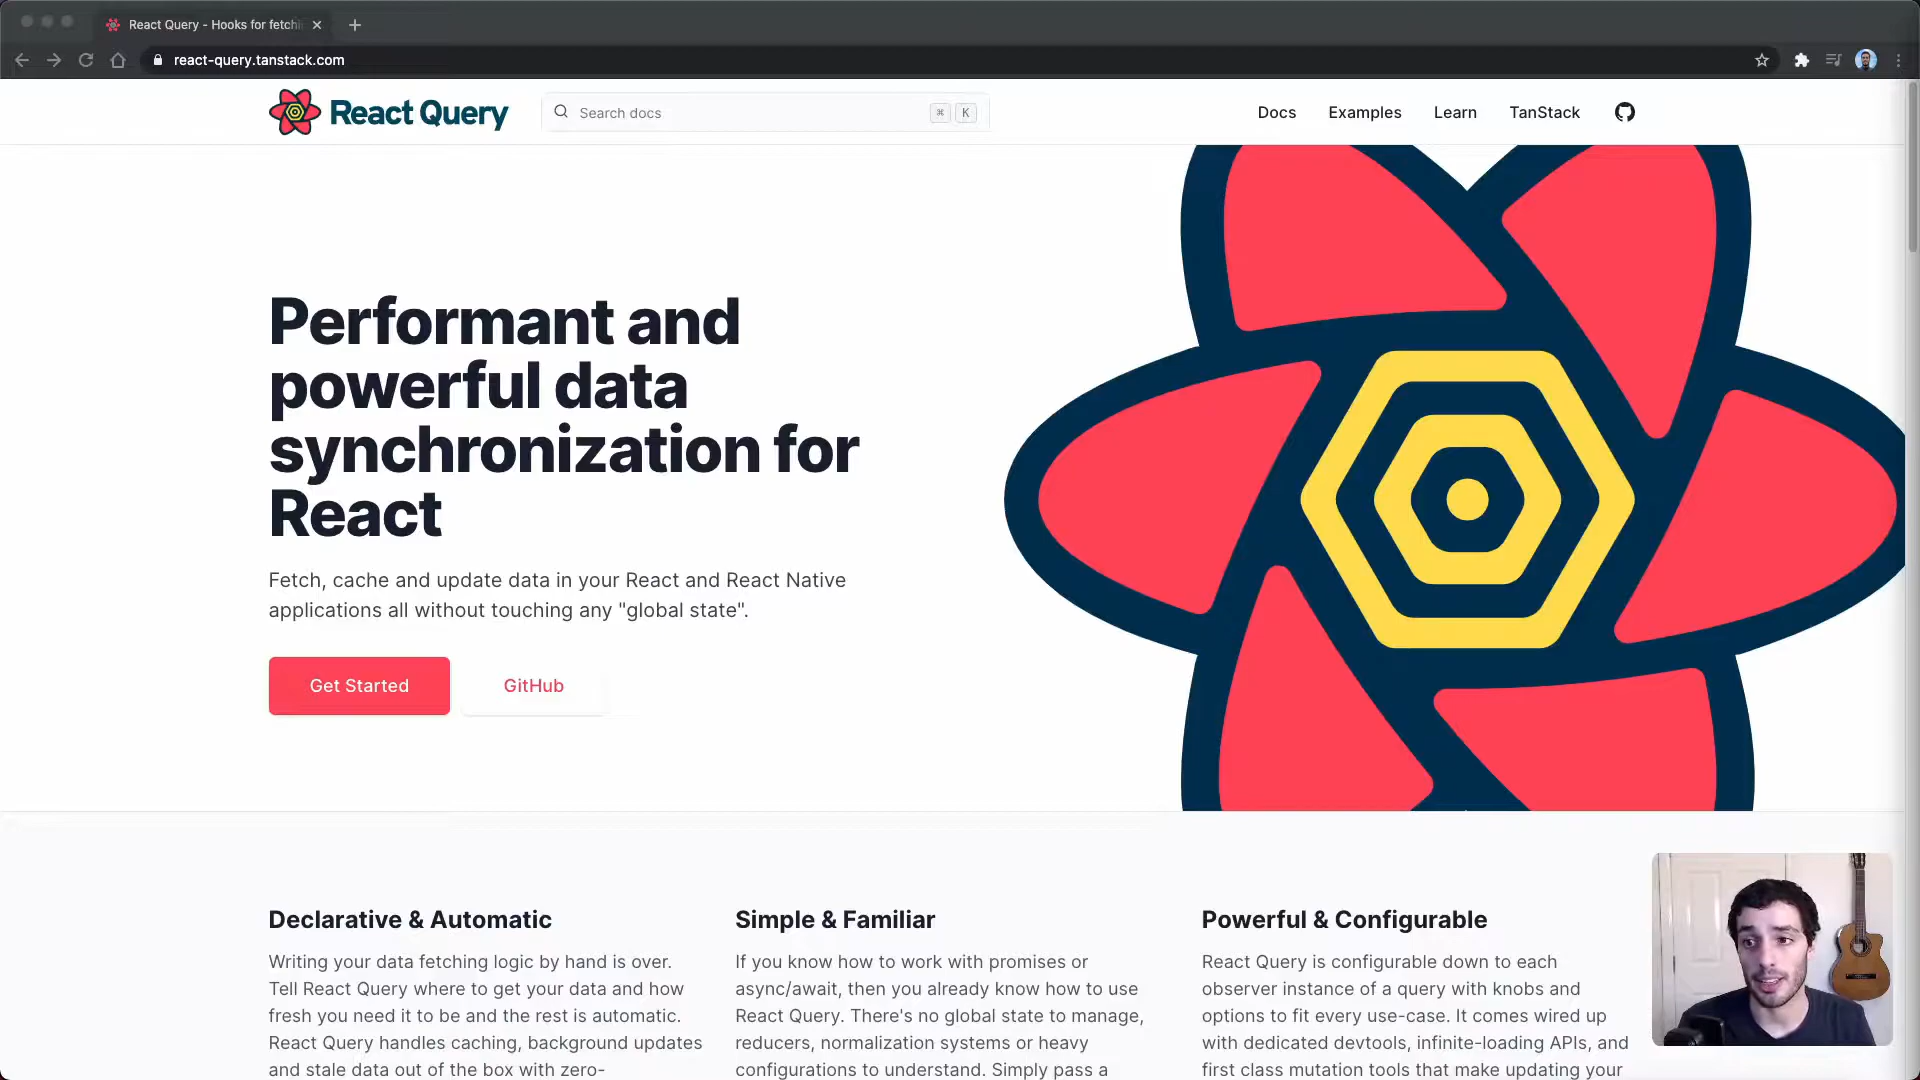 React Query - Hooks for fetchi
react-query.tanstack.com
React Query
Search docs
⌘ K
Docs
Examples
Learn
TanStack
Performant and
powerful data
synchronization for
React
Fetch, cache and update data in your React and React Native
applications all without touching any "global state".
Get Started
GitHub
Declarative & Automatic
Writing your data fetching logic by hand is over.
Tell React Query where to get your data and how
fresh you need it to be and the rest is automatic.
React Query handles caching, background updates
and stale data out of the box with zero-
Simple & Familiar
If you know how to work with promises or
async/await, then you already know how to use
React Query. There's no global state to manage,
reducers, normalization systems or heavy
configurations to understand. Simply pass a
Powerful & Configurable
React Query is configurable down to each
observer instance of a query with knobs and
options to fit every use-case. It comes wired up
with dedicated devtools, infinite-loading APIs, and
first class mutation tools that make updating your